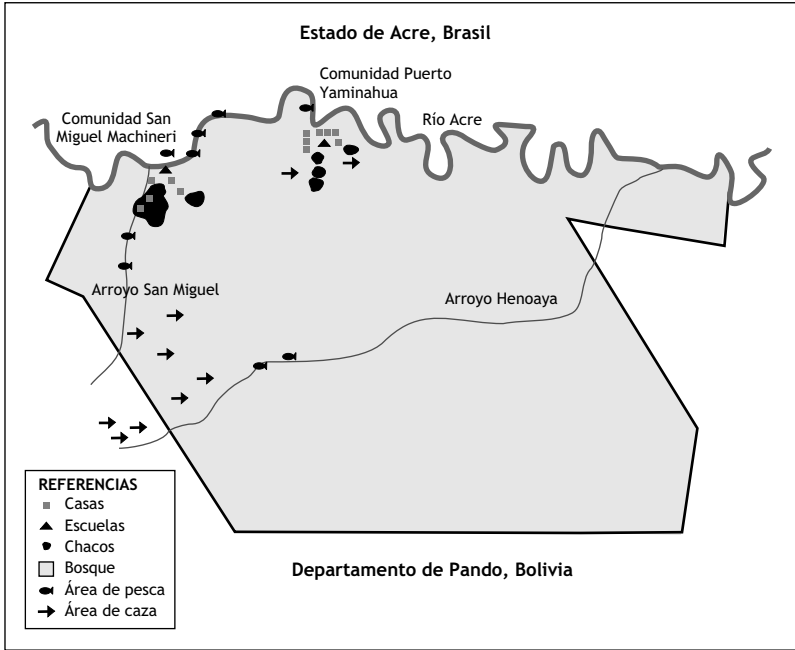 Estado de Acre, Brasil
Comunidad Puerto
Yaminahua
Comunidad San
Miguel Machineri
Río Acre
Arroyo San Miguel
Arroyo Henoaya
REFERENCIAS
Casas
Escuelas
Chacos
Bosque
Área de pesca
Área de caza
Departamento de Pando, Bolivia